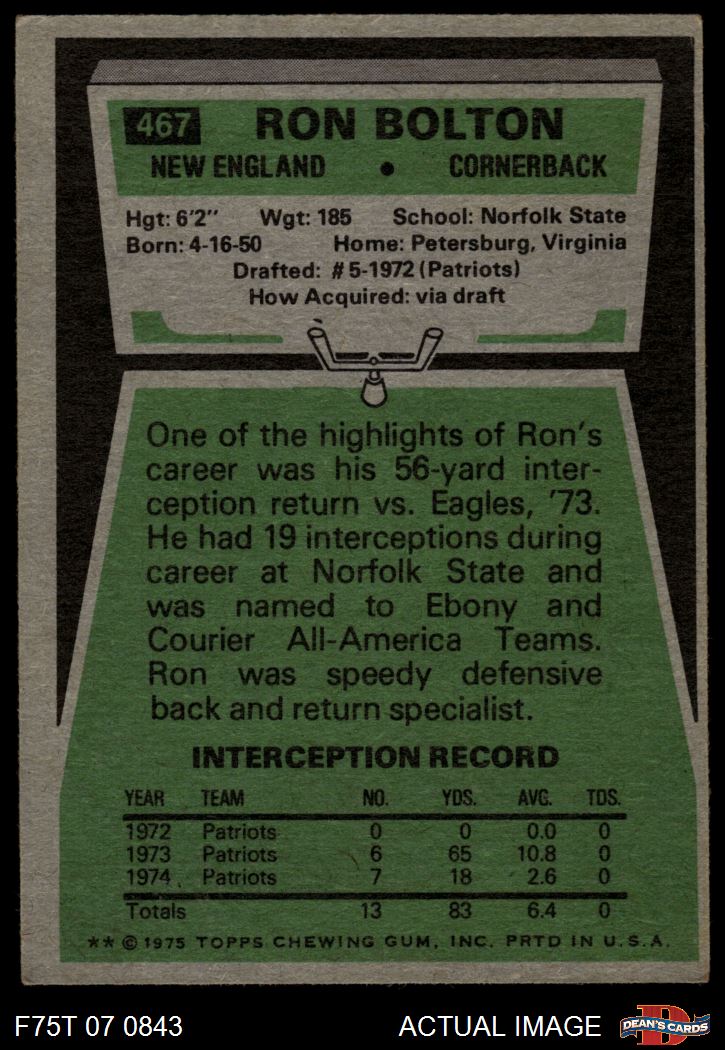 467 RON BOLTON
NEW ENGLAND • CORNERBACK
Hgt: 6'2" Wgt: 185 School: Norfolk State
Born: 4-16-50 Home: Petersburg, Virginia
Drafted: #5-1972 (Patriots)
How Acquired: via draft
One of the highlights of Ron's
career was his 56-yard inter-
ception return vs. Eagles, '73.
He had 19 interceptions during
career at Norfolk State and
was named to Ebony and
Courier All-America Teams.
Ron was speedy defensive
back and return specialist.
INTERCEPTION RECORD
YEAR TEAM NO. YDS. AVG. TDS.
1972 Patriots 0 0 0.0 0
1973 Patriots 6 65 10.8 0
1974 Patriots 7 18 2.6 0
Totals 13 83 6.4 0
** © 1975 TOPPS CHEWING GUM, INC. PRTD IN U.S.A.
F75T 07 0843 ACTUAL IMAGE D DEAN'S CARDS